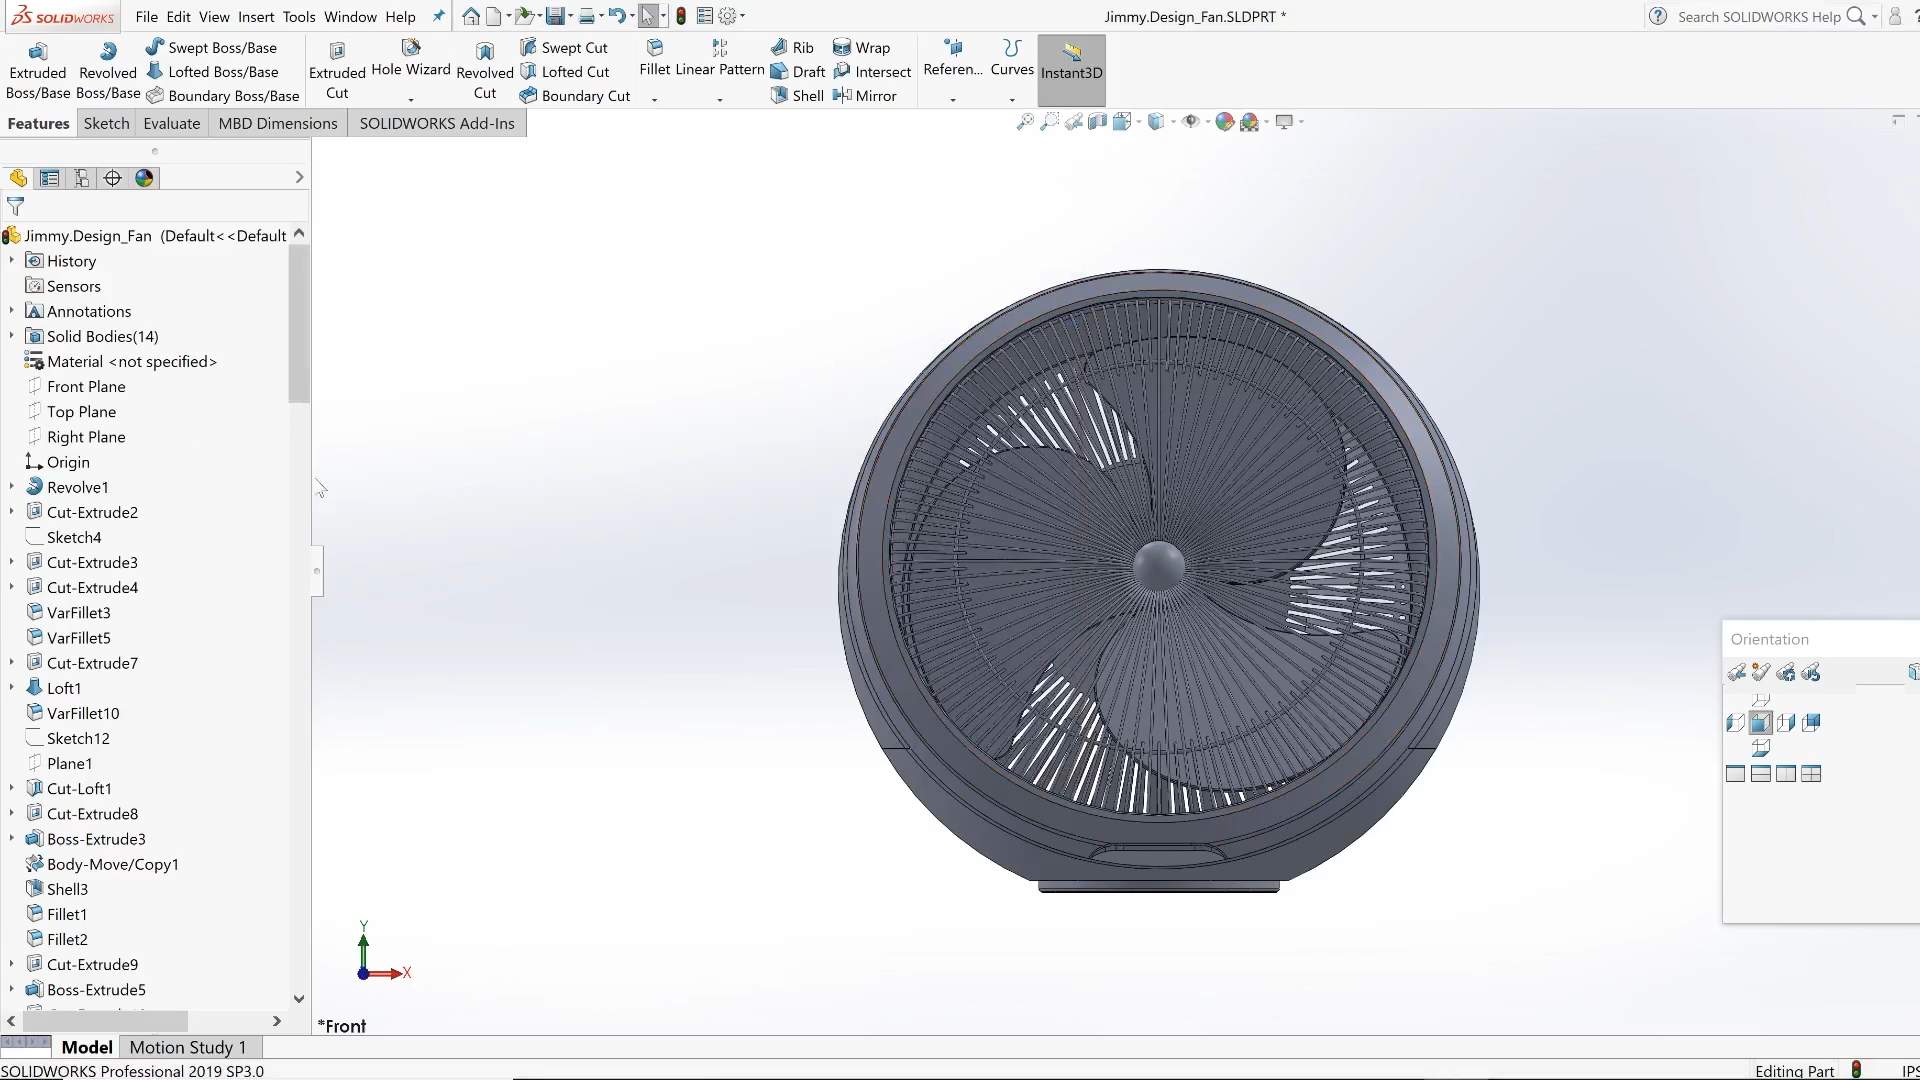 SOLIDWORKS File Edit View Insert Tools Window Help
Jimmy.Design_Fan.SLDPRT *
Search SOLIDWORKS Help
Extruded Boss/Base
Revolved Boss/Base
Swept Boss/Base
Lofted Boss/Base
Boundary Boss/Base
Extruded Cut
Hole Wizard
Revolved Cut
Swept Cut
Lofted Cut
Boundary Cut
Fillet
Linear Pattern
Rib
Draft
Shell
Wrap
Intersect
Mirror
Referen...
Curves
Instant3D
Features Sketch Evaluate MBD Dimensions SOLIDWORKS Add-Ins
Jimmy.Design_Fan (Default<<Default
History
Sensors
Annotations
Solid Bodies(14)
Material <not specified>
Front Plane
Top Plane
Right Plane
Origin
Revolve1
Cut-Extrude2
Sketch4
Cut-Extrude3
Cut-Extrude4
VarFillet3
VarFillet5
Cut-Extrude7
Loft1
VarFillet10
Sketch12
Plane1
Cut-Loft1
Cut-Extrude8
Boss-Extrude3
Body-Move/Copy1
Shell3
Fillet1
Fillet2
Cut-Extrude9
Boss-Extrude5
Orientation
Y
X
*Front
Model Motion Study 1
SOLIDWORKS Professional 2019 SP3.0
Editing Part
IPS